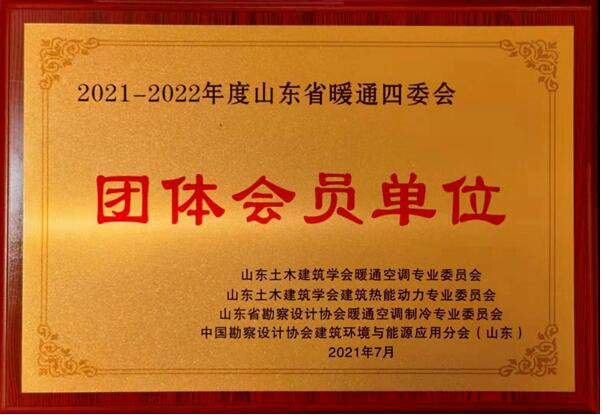 2021-2022年度山东省暖通四委会
团体会员单位
山东土木建筑学会暖通空调专业委员会
山东土木建筑学会建筑热能动力专业委员会
山东省勘察设计协会暖通空调制冷专业委员会
中国勘察设计协会建筑环境与能源应用分会（山东）
2021年7月